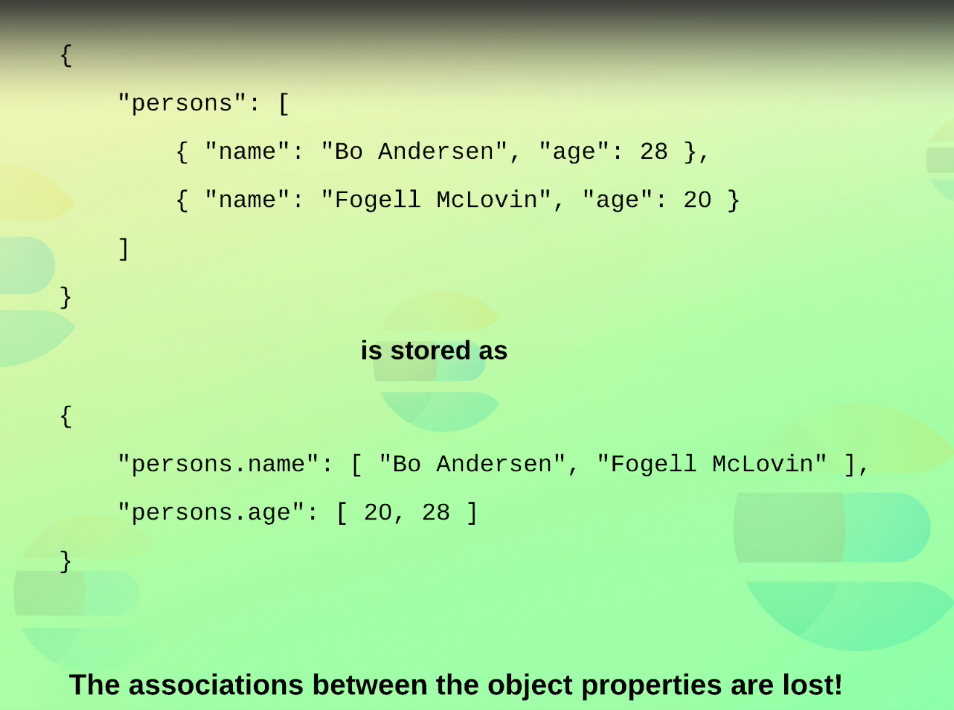 {
"persons": [
{ "name": "Bo Andersen", "age": 28 },
{ "name": "Fogell McLovin", "age": 20 }
]
}
is stored as
{
"persons.name": [ "Bo Andersen", "Fogell McLovin" ],
"persons.age": [ 20, 28 ]
}
The associations between the object properties are lost!